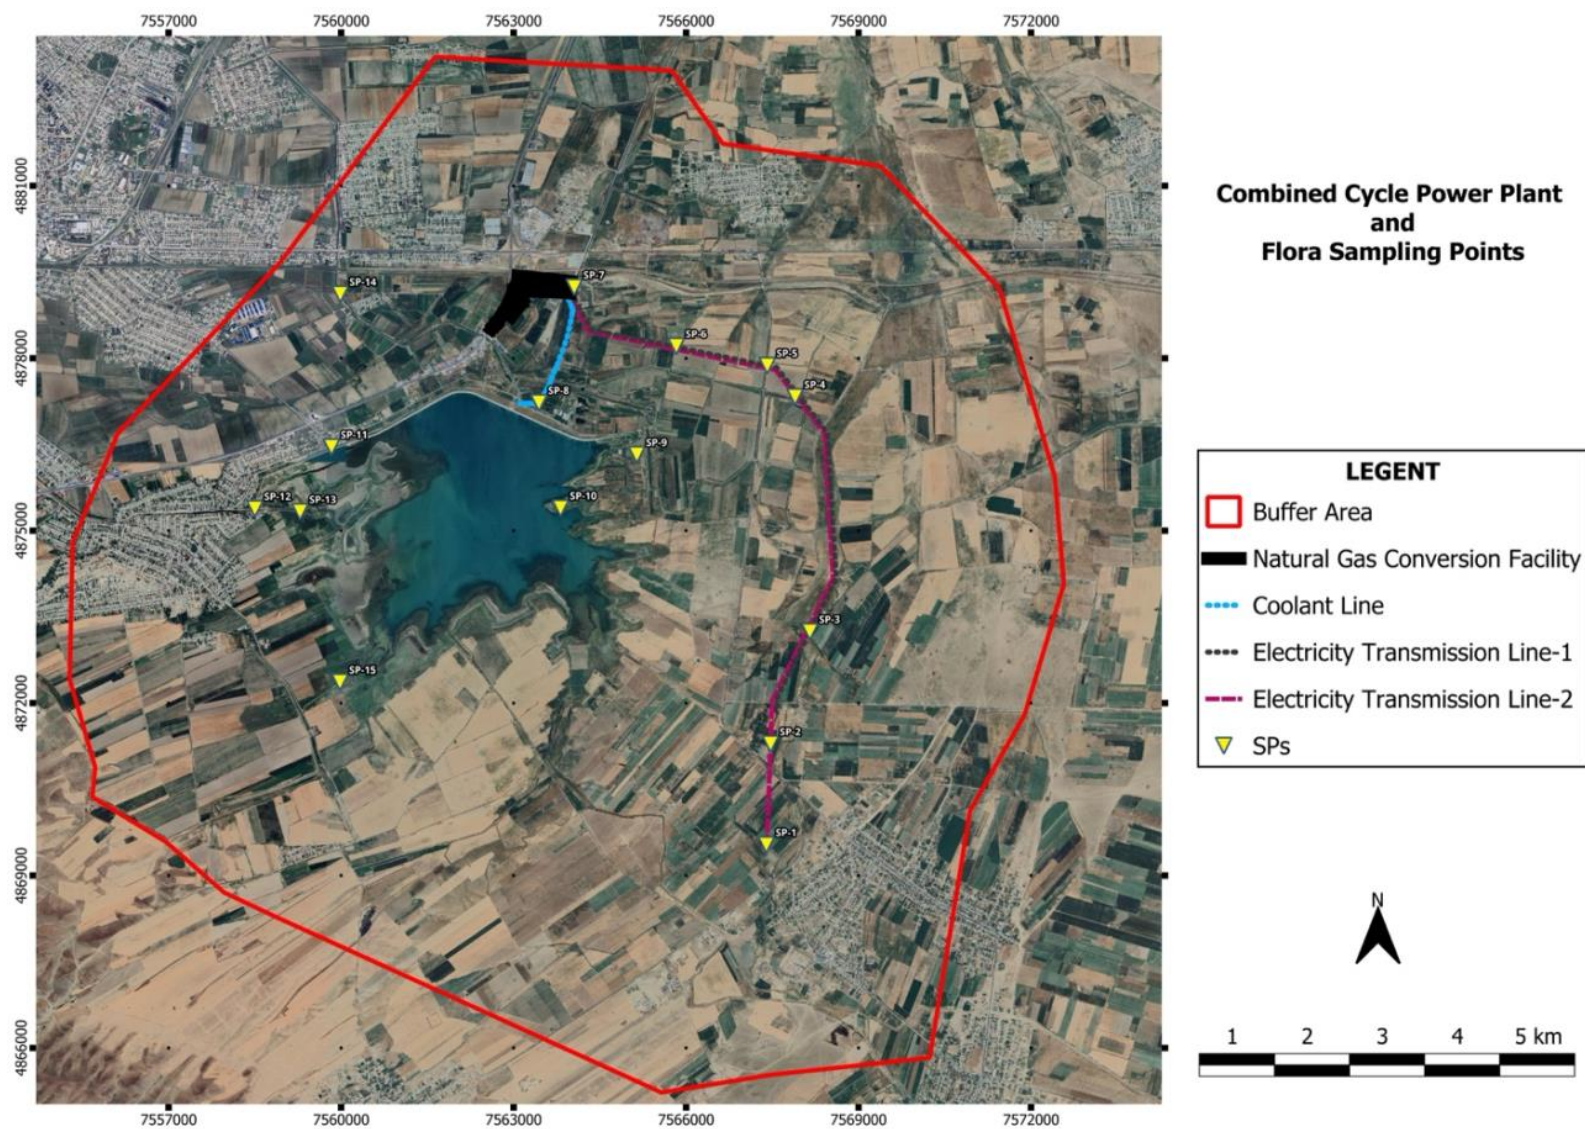 7557000 7560000 7563000 7566000 7569000 7572000
4881000
4878000
4875000
4872000
4869000
4866000
SP-14
SP-7
SP-6
SP-5
SP-4
SP-8
SP-11
SP-9
SP-12
SP-13
SP-10
SP-3
SP-15
SP-2
SP-1
7557000 7560000 7563000 7566000 7569000 7572000
Combined Cycle Power Plant
and
Flora Sampling Points
LEGENT
Buffer Area
Natural Gas Conversion Facility
Coolant Line
Electricity Transmission Line-1
Electricity Transmission Line-2
SPs
N
1 2 3 4 5 km